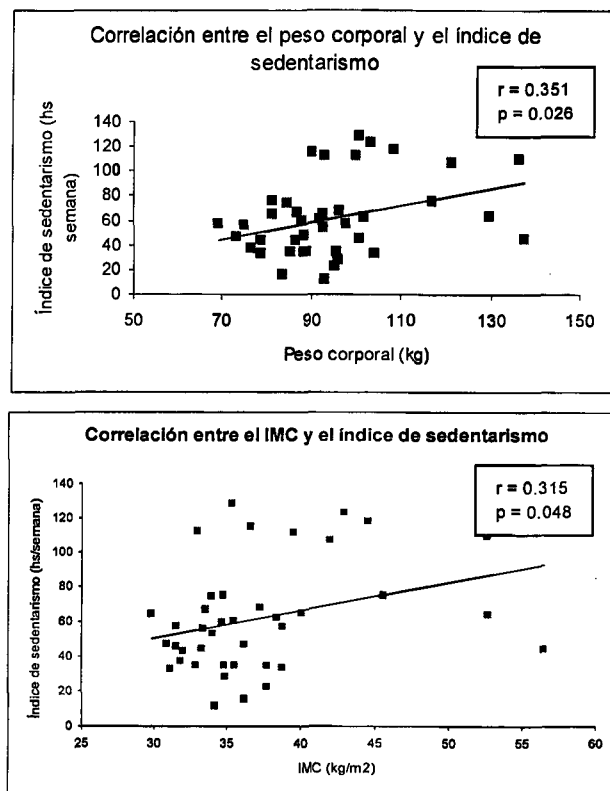 Correlación entre el peso corporal y el índice de
sedentarismo
r = 0.351
p = 0.026
Índice de sedentarismo (hs
semana)
140
120
100
80
60
40
20
0
50
70
90
110
130
150
Peso corporal (kg)
Correlación entre el IMC y el índice de sedentarismo
r = 0.315
p = 0.048
Índice de sedentarismo (hs/semana)
140
120
100
80
60
40
20
0
25
30
35
40
45
50
55
60
IMC (kg/m2)